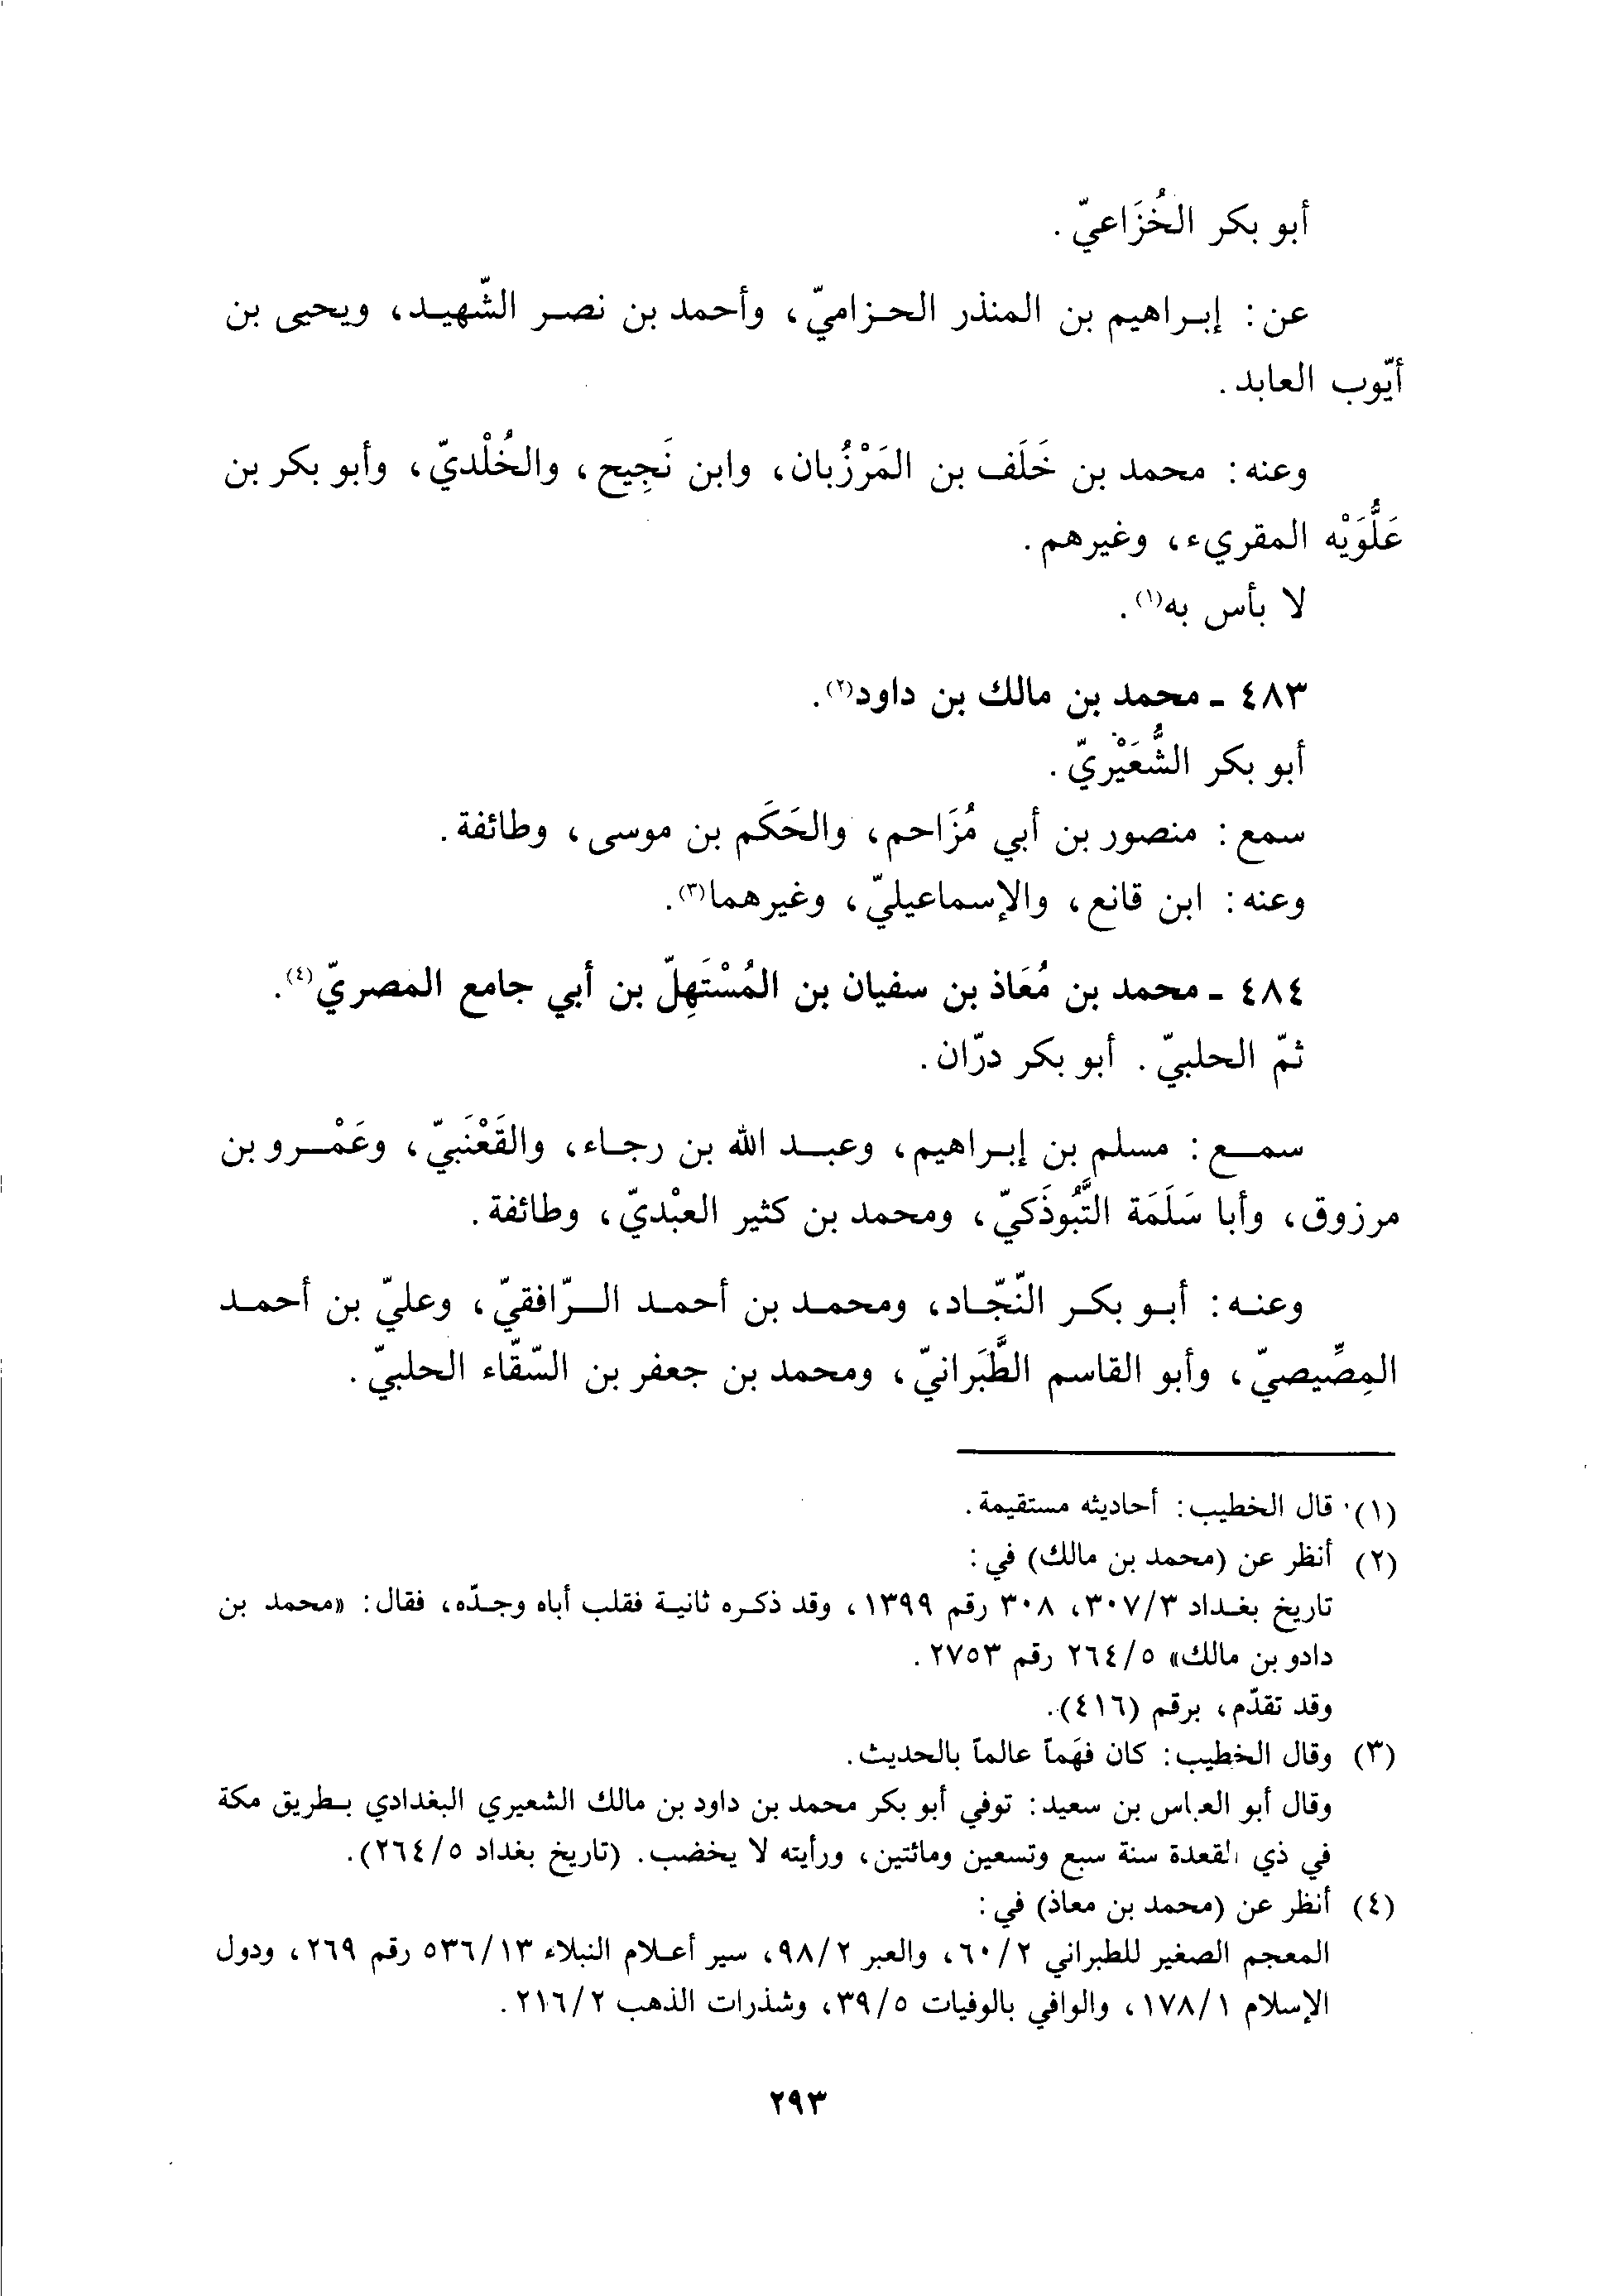 أبو بكر الخُزَاعيّ.
عن: إبراهيم بن المنذر الحزاميّ، وأحمد بن نصر الشّهيد، ويحيى بن
أيّوب العابد.
وعنه: محمد بن خَلَف بن المَرْزُبان، وابن نَجِيح، والخُلْديّ، وأبو بكر بن
عَلُّوَيْه المقريء، وغيرهم.
لا بأس به(١).
٤٨٣ - محمد بن مالك بن داود(٢).
أبو بكر الشُّعَيْريّ.
سمع: منصور بن أبي مُزَاحم، والحَكَم بن موسى، وطائفة.
وعنه: ابن قانع، والإسماعيليّ، وغيرهما(٣).
٤٨٤ - محمد بن مُعَاذ بن سفيان بن المُسْتَهِلّ بن أبي جامع المصريّ(٤).
ثمّ الحلبيّ. أبو بكر درّان.
سمع: مسلم بن إبراهيم، وعبد الله بن رجاء، والقَعْنَبيّ، وعَمْرو بن
مرزوق، وأبا سَلَمَة التَّبُوذَكيّ، ومحمد بن كثير العبْديّ، وطائفة.
وعنه: أبو بكر النّجّاد، ومحمد بن أحمد الرّافقيّ، وعليّ بن أحمد
المِصِّيصيّ، وأبو القاسم الطَّبَرانيّ، ومحمد بن جعفر بن السّقّاء الحلبيّ.
(١) قال الخطيب: أحاديثه مستقيمة.
(٢) أنظر عن (محمد بن مالك) في:
تاريخ بغداد ٣٠٧/٣، ٣٠٨ رقم ١٣٩٩، وقد ذكره ثانية فقلب أباه وجدّه، فقال: «محمد بن
دادو بن مالك» ٢٦٤/٥ رقم ٢٧٥٣.
وقد تقدّم، برقم (٤١٦).
(٣) وقال الخطيب: كان فهَماً عالماً بالحديث.
وقال أبو العباس بن سعيد: توفي أبو بكر محمد بن داود بن مالك الشعيري البغدادي بطريق مكة
في ذي القعدة سنة سبع وتسعين ومائتين، ورأيته لا يخضب. (تاريخ بغداد ٢٦٤/٥).
(٤) أنظر عن (محمد بن معاذ) في:
المعجم الصغير للطبراني ٦٠/٢، والعبر ٩٨/٢، سير أعلام النبلاء ٥٣٦/١٣ رقم ٢٦٩، ودول
الإسلام ١٧٨/١، والوافي بالوفيات ٣٩/٥، وشذرات الذهب ٢١٦/٢.
٢٩٣